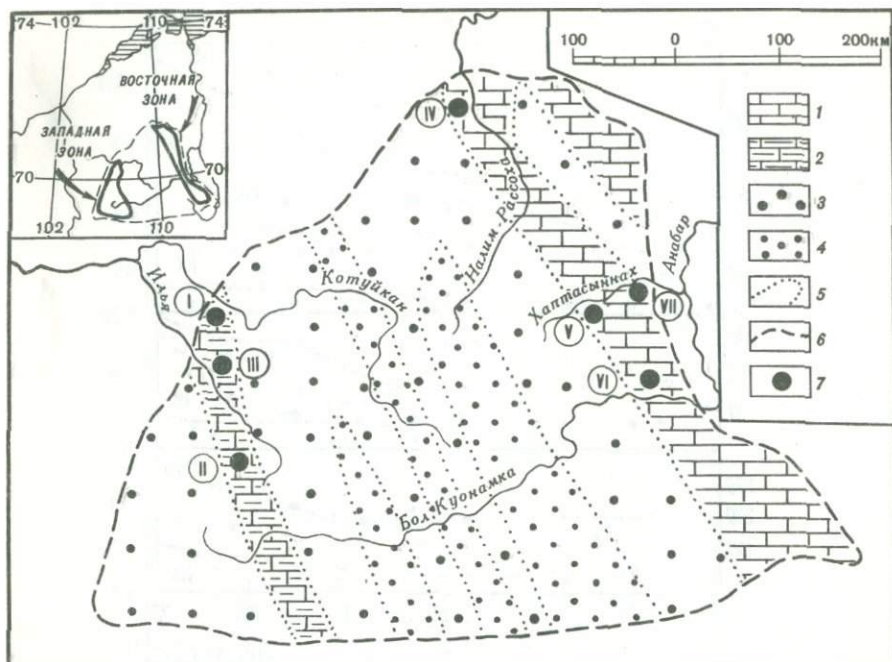 74
102
110
74
ВОСТОЧНАЯ
ЗОНА
ЗАПАДНАЯ
ЗОНА
70
70
102
110
100
0
100
200км
1
2
3
4
5
6
7
IV
Налим Рассоха
Анабар
Хаптасыннах
Котуйкан
Илья
I
VII
V
III
VI
II
Бол Куонамка